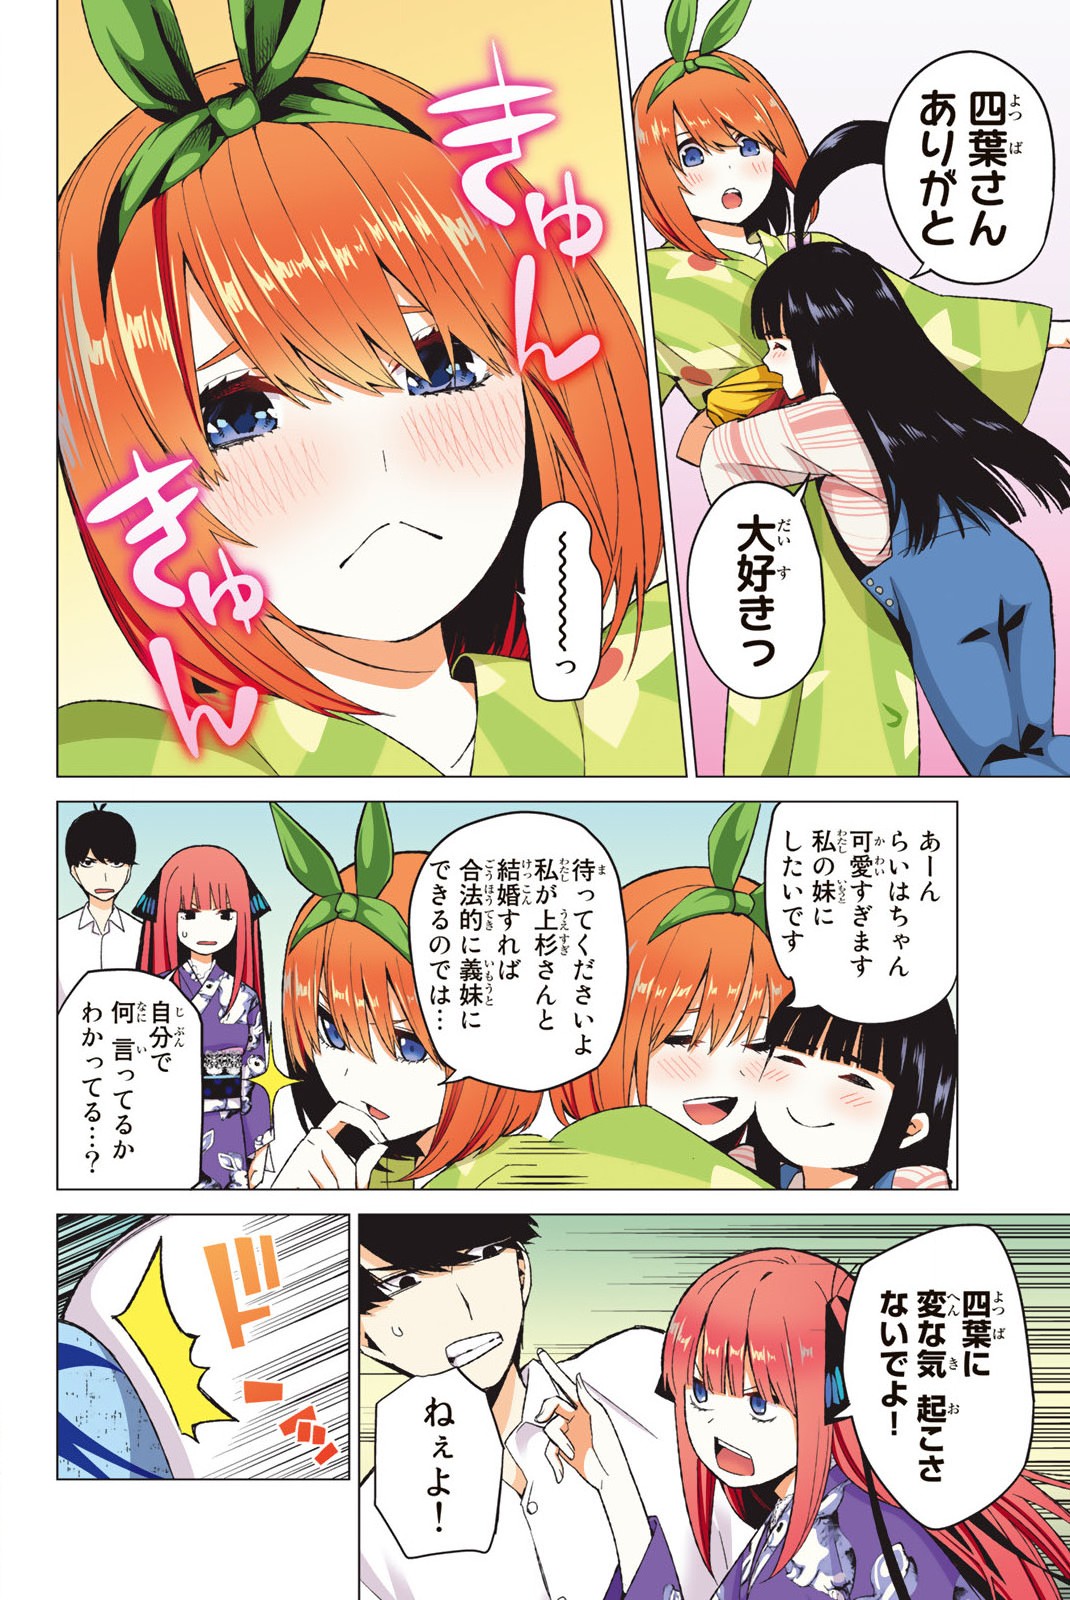 四葉さん
ありがと
大好きっ
きゅん
きゅん
〜〜〜〜っ
あーん
らいはちゃん
可愛すぎます
私の妹に
したいです
待ってくださいよ
私が上杉さんと
結婚すれば
合法的に義妹に
できるのでは…
自分で
何言ってるか
わかってる…？
四葉に
変な気起こさ
ないでよ！
ねぇよ！
ドーン